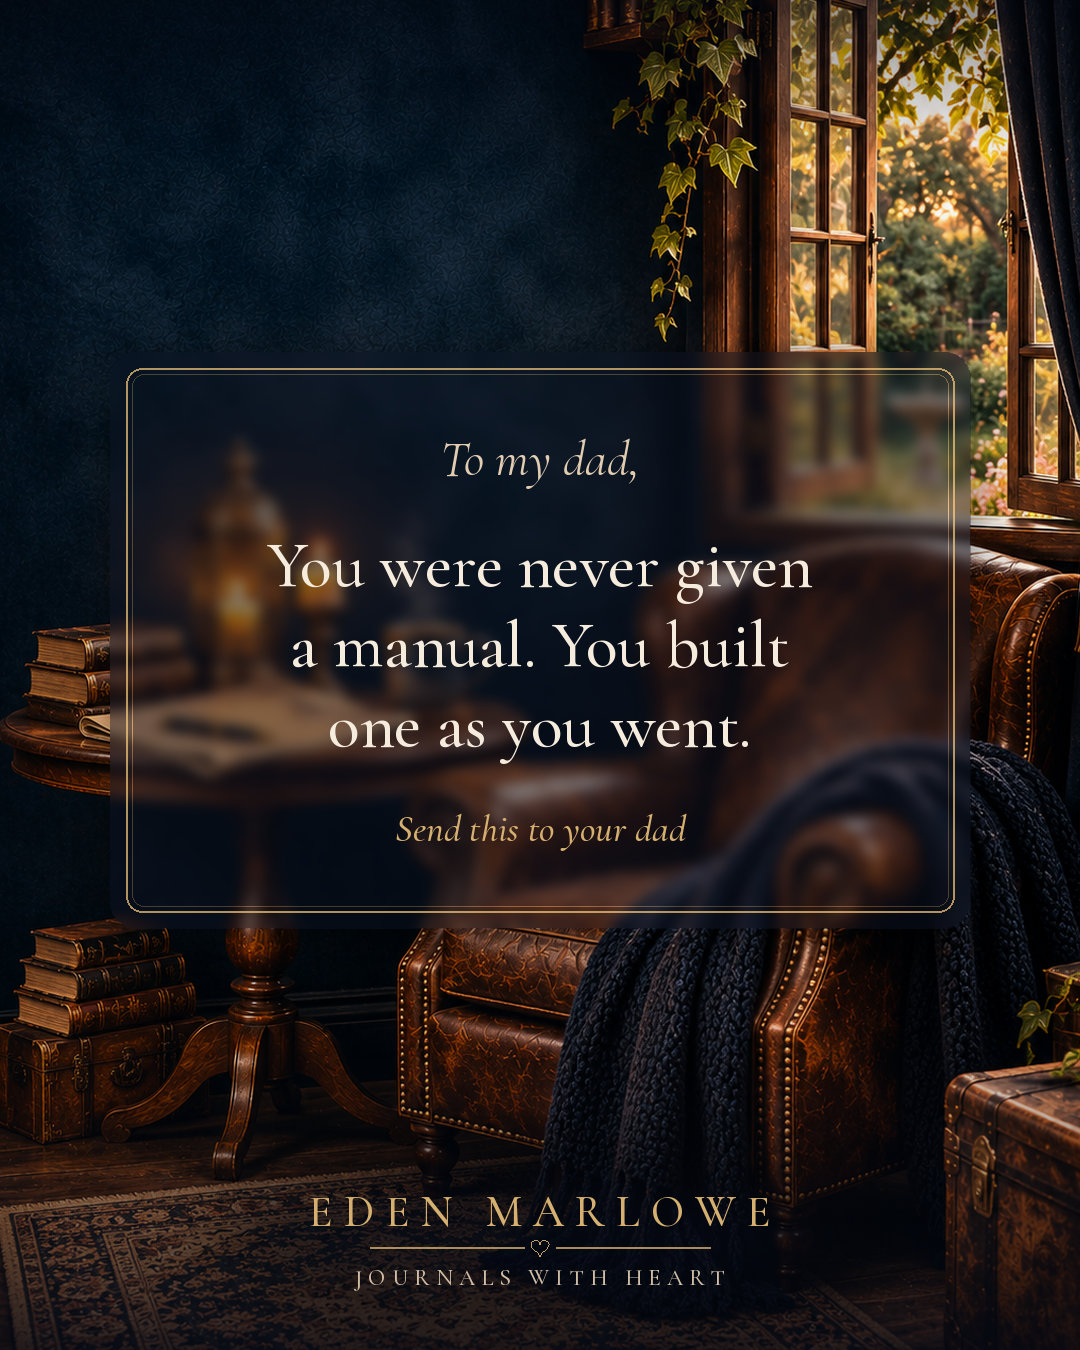 To my dad,
You were never given
a manual. You built
one as you went.
Send this to your dad
EDEN MARLOWE
JOURNALS WITH HEART